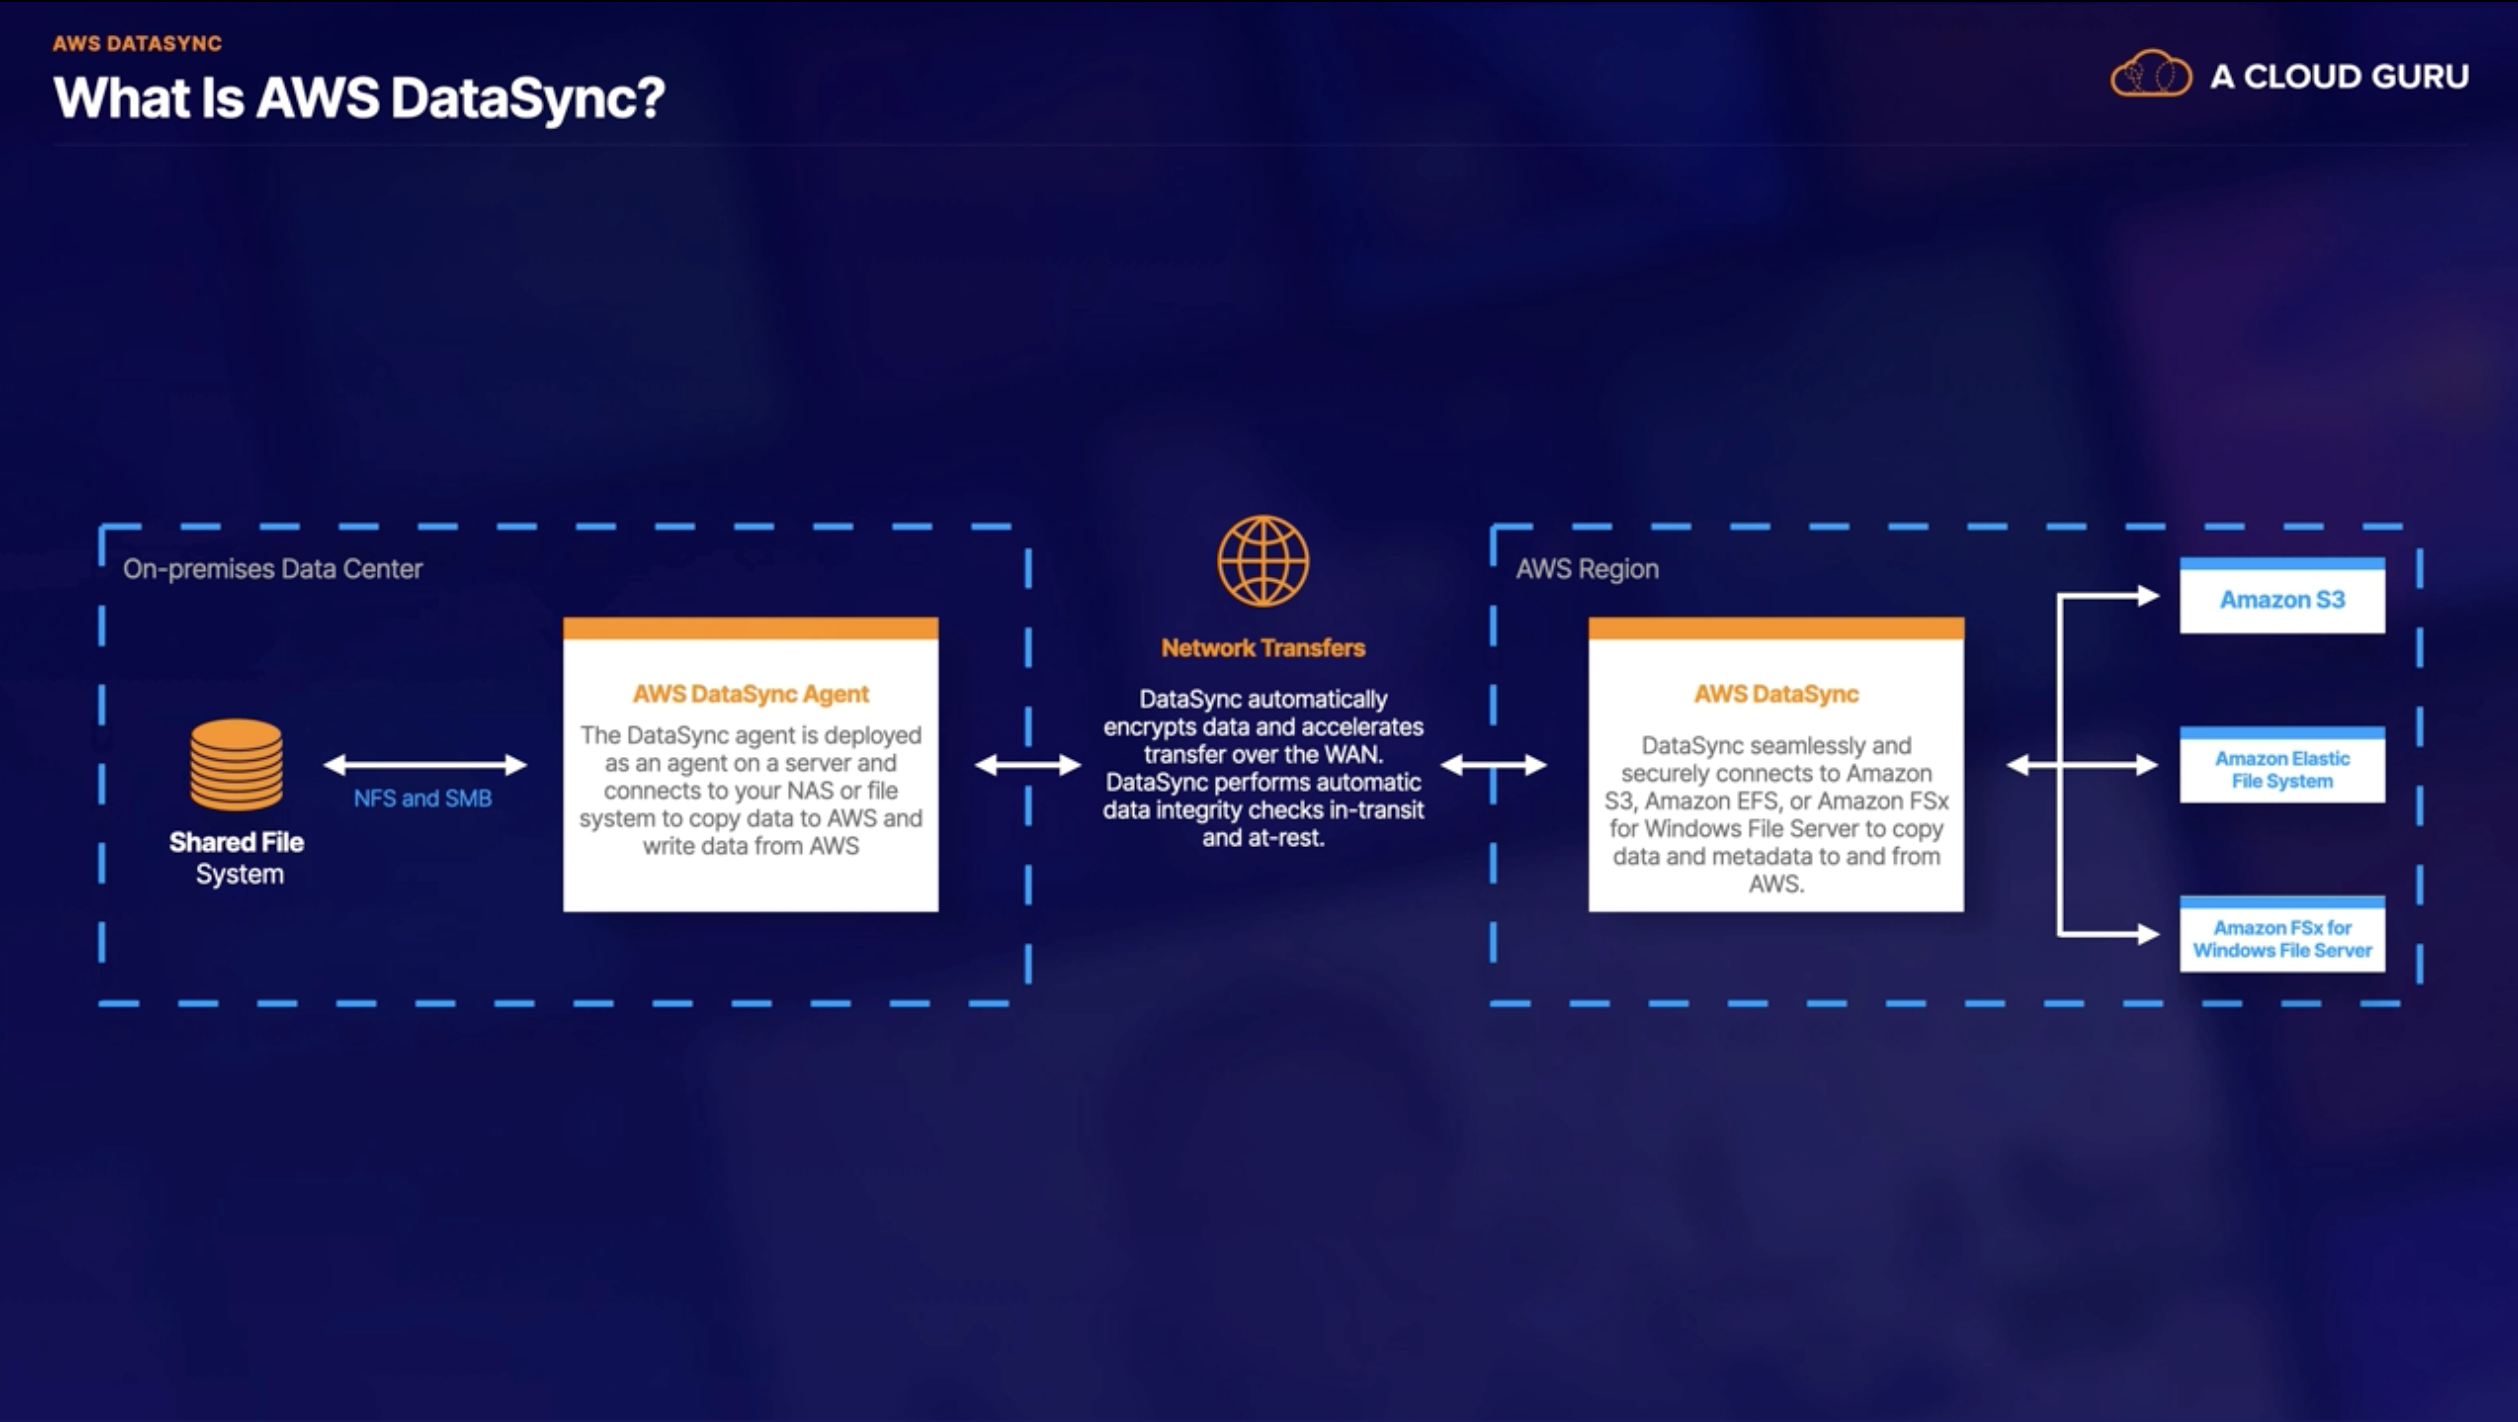 AWS DATASYNC
What Is AWS DataSync?
A CLOUD GURU
On-premises Data Center
Shared File
System
NFS and SMB
AWS DataSync Agent
The DataSync agent is deployed
as an agent on a server and
connects to your NAS or file
system to copy data to AWS and
write data from AWS
Network Transfers
DataSync automatically
encrypts data and accelerates
transfer over the WAN.
DataSync performs automatic
data integrity checks in-transit
and at-rest.
AWS Region
AWS DataSync
DataSync seamlessly and
securely connects to Amazon
S3, Amazon EFS, or Amazon FSx
for Windows File Server to copy
data and metadata to and from
AWS.
Amazon S3
Amazon Elastic
File System
Amazon FSx for
Windows File Server